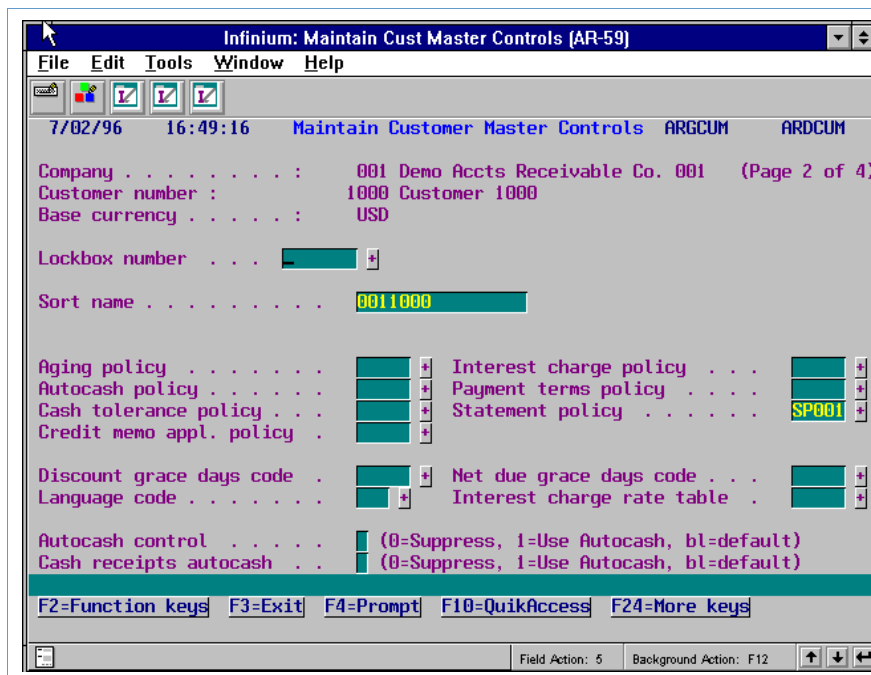 Infinium: Maintain Cust Master Controls (AR-59)
File Edit Tools Window Help
7/02/96 16:49:16 Maintain Customer Master Controls ARGCUM ARDCUM
Company . . . . . . . . : 001 Demo Accts Receivable Co. 001 (Page 2 of 4)
Customer number : 1000 Customer 1000
Base currency . . . . . : USD
Lockbox number . . . +
Sort name . . . . . . . . . 0011000
Aging policy . . . . . . . + Interest charge policy . . . +
Autocash policy . . . . . . + Payment terms policy . . . . +
Cash tolerance policy . . . + Statement policy . . . . . . SP001 +
Credit memo appl. policy . +
Discount grace days code . + Net due grace days code . . . +
Language code . . . . . . . + Interest charge rate table . +
Autocash control . . . . . (0=Suppress, 1=Use Autocash, bl=default)
Cash receipts autocash . . (0=Suppress, 1=Use Autocash, bl=default)
F2=Function keys F3=Exit F4=Prompt F10=QuikAccess F24=More keys
Field Action: 5 Background Action: F12